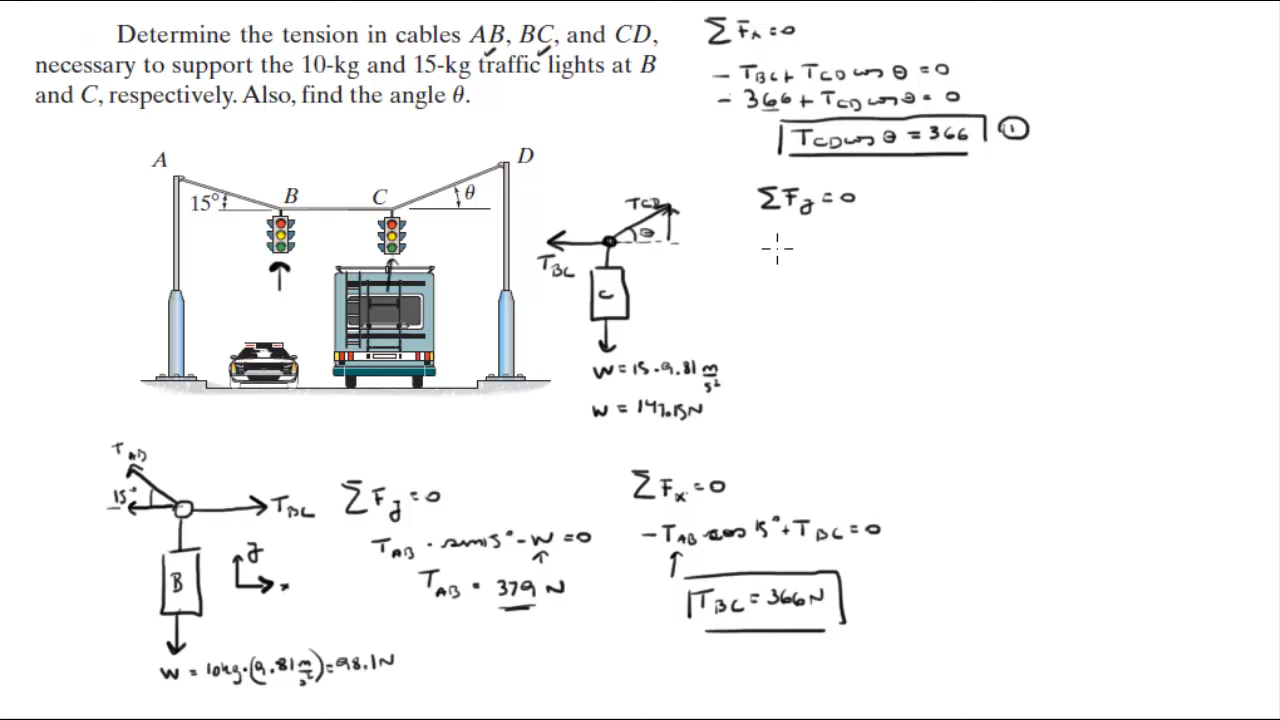 Determine the tension in cables AB, BC, and CD,
necessary to support the 10-kg and 15-kg traffic lights at B
and C, respectively. Also, find the angle θ.
A
D
15°
B
C
θ
ΣFx=0
- TBC + TCD cos θ = 0
- 366 + TCD cos θ = 0
TCD cos θ = 366 ①
ΣFy = 0
TCD
θ
TBC
C
W = 15 · 9.81 m/s²
W = 147.15N
TAB
15°
TBC
B
y
x
W = 10kg · (9.81 m/s²) = 98.1N
ΣFy = 0
TAB · sin 15° - W = 0
TAB = 379 N
ΣFx = 0
- TAB cos 15° + TBC = 0
TBC = 366N